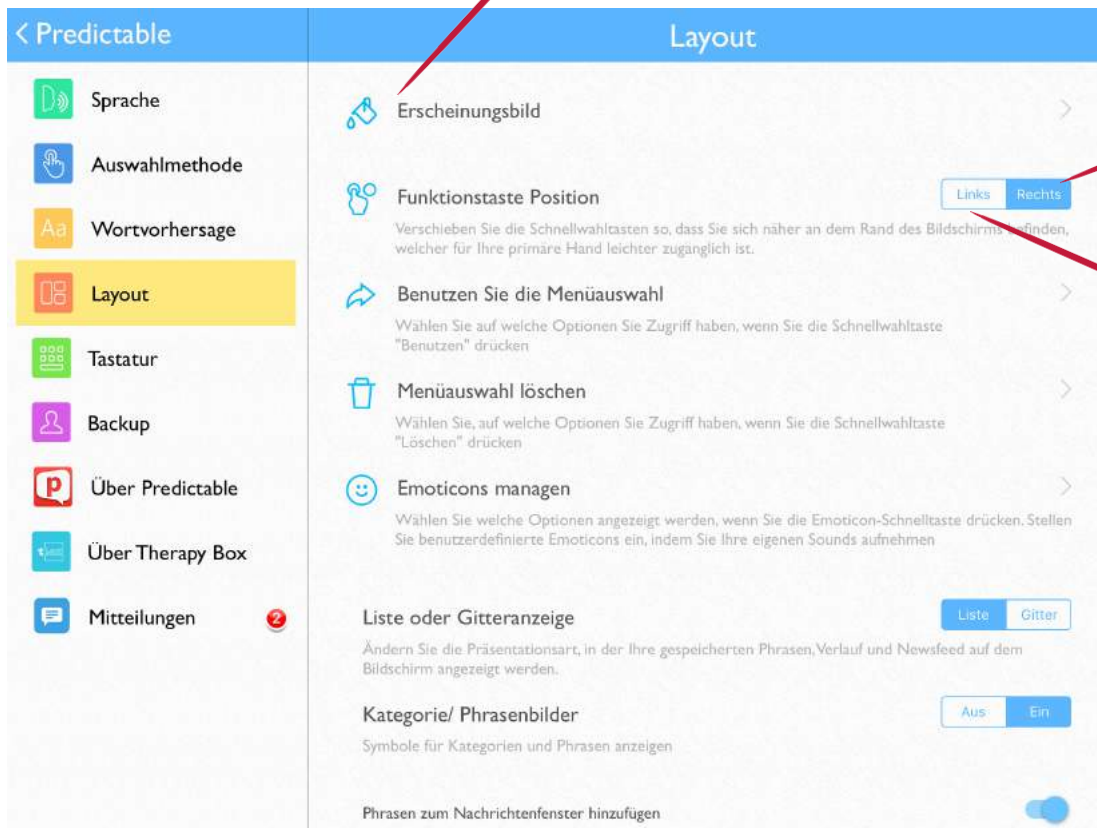 < Predictable
Layout
Sprache
Auswahlmethode
Aa
Wortvorhersage
Layout
Tastatur
Backup
Über Predictable
Über Therapy Box
Mitteilungen
2
Erscheinungsbild
Funktionstaste Position
Links Rechts
Verschieben Sie die Schnellwahltasten so, dass Sie sich näher an dem Rand des Bildschirms befinden,
welcher für Ihre primäre Hand leichter zugänglich ist.
Benutzen Sie die Menüauswahl
Wählen Sie auf welche Optionen Sie Zugriff haben, wenn Sie die Schnellwahltaste
"Benutzen" drücken
Menüauswahl löschen
Wählen Sie, auf welche Optionen Sie Zugriff haben, wenn Sie die Schnellwahltaste
"Löschen" drücken
Emoticons managen
Wählen Sie welche Optionen angezeigt werden, wenn Sie die Emoticon-Schnelltaste drücken. Stellen
Sie benutzerdefinierte Emoticons ein, indem Sie Ihre eigenen Sounds aufnehmen
Liste oder Gitteranzeige
Liste Gitter
Ändern Sie die Präsentationsart, in der Ihre gespeicherten Phrasen, Verlauf und Newsfeed auf dem
Bildschirm angezeigt werden.
Kategorie/ Phrasenbilder
Aus Ein
Symbole für Kategorien und Phrasen anzeigen
Phrasen zum Nachrichtenfenster hinzufügen